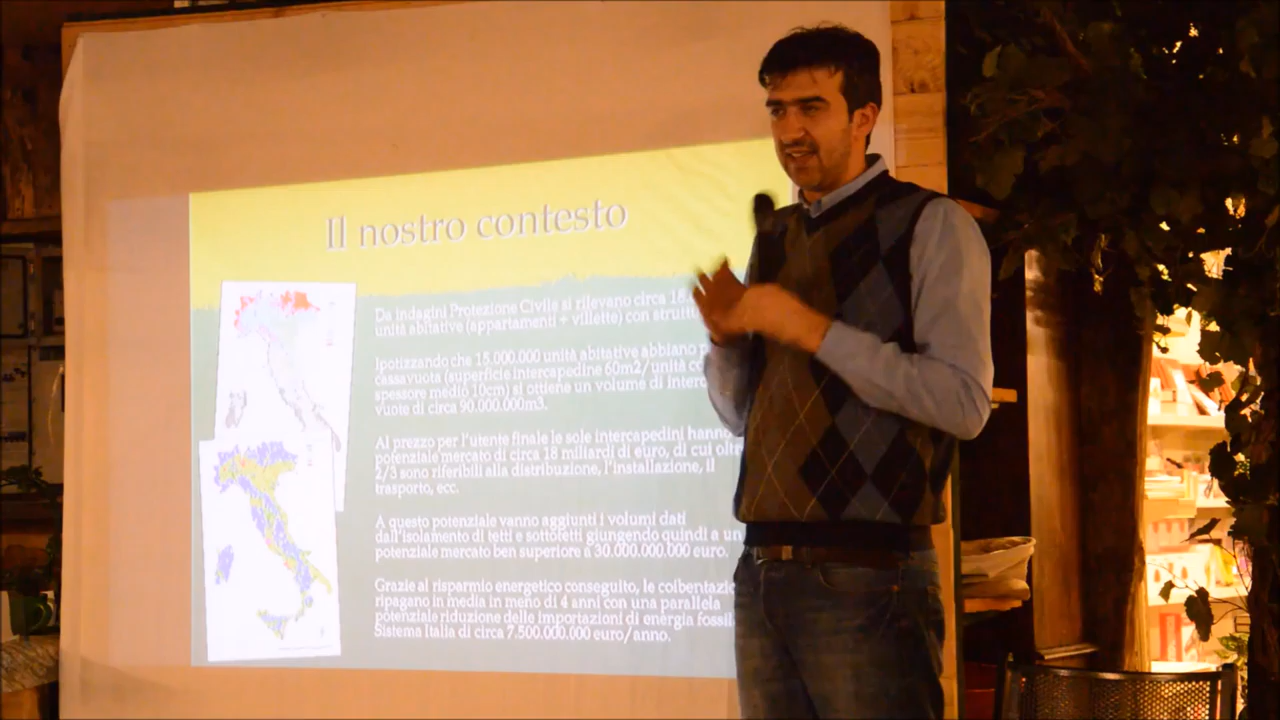 Il nostro contesto
Da indagini Protezione Civile si rilevano circa 18.
unità abitative (appartamenti + villette) con
Ipotizzando che 15.000.000 unità abitative abbiano
cassavuota (superficie intercapedine 60m2/unità
spessore medio 10cm) si ottiene un volume di
vuote di circa 90.000.000m3.
Al prezzo per l'utente finale le sole intercapedini hanno
potenziale mercato di circa 18 miliardi di euro, di cui
2/3 sono riferibili alla distribuzione, l'installazione, il
trasporto, ecc.
A questo potenziale vanno aggiunti i volumi dati
dall'isolamento di tetti e sottotetti giungendo quindi a un
potenziale mercato ben superiore a 30.000.000.000 euro.
Grazie al risparmio energetico conseguito, le
ripagano in media in meno di 4 anni con una parallela
potenziale riduzione delle importazioni di energia
Sistema Italia di circa 7.500.000.000 euro/anno.